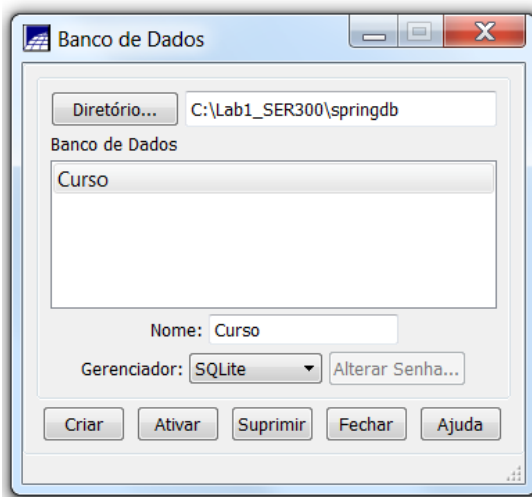 Banco de Dados
Diretório... C:\Lab1_SER300\springdb
Banco de Dados
Curso
Nome: Curso
Gerenciador: SQLite Alterar Senha...
Criar Ativar Suprimir Fechar Ajuda